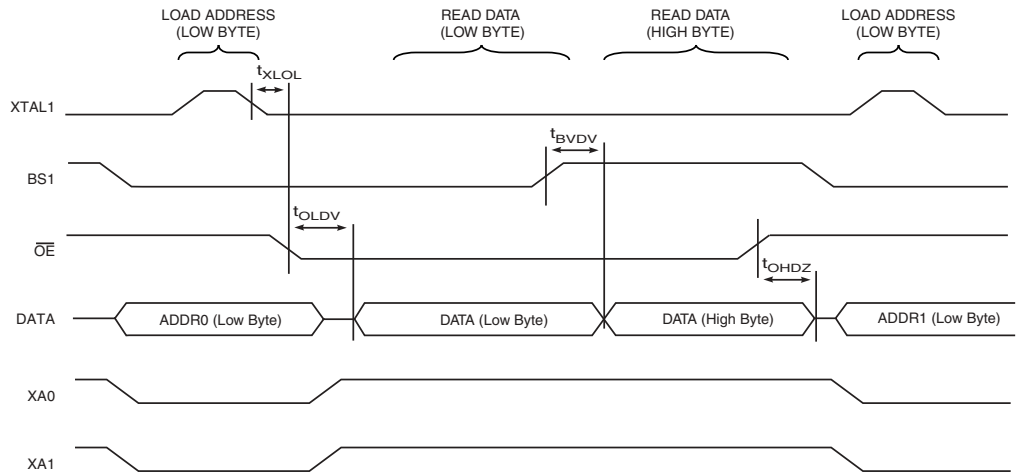 LOAD ADDRESS
(LOW BYTE)
READ DATA
(LOW BYTE)
READ DATA
(HIGH BYTE)
LOAD ADDRESS
(LOW BYTE)
tXLOL
XTAL1
tBVDV
BS1
tOLDV
OE
tOHDZ
DATA
ADDR0 (Low Byte)
DATA (Low Byte)
DATA (High Byte)
ADDR1 (Low Byte)
XA0
XA1